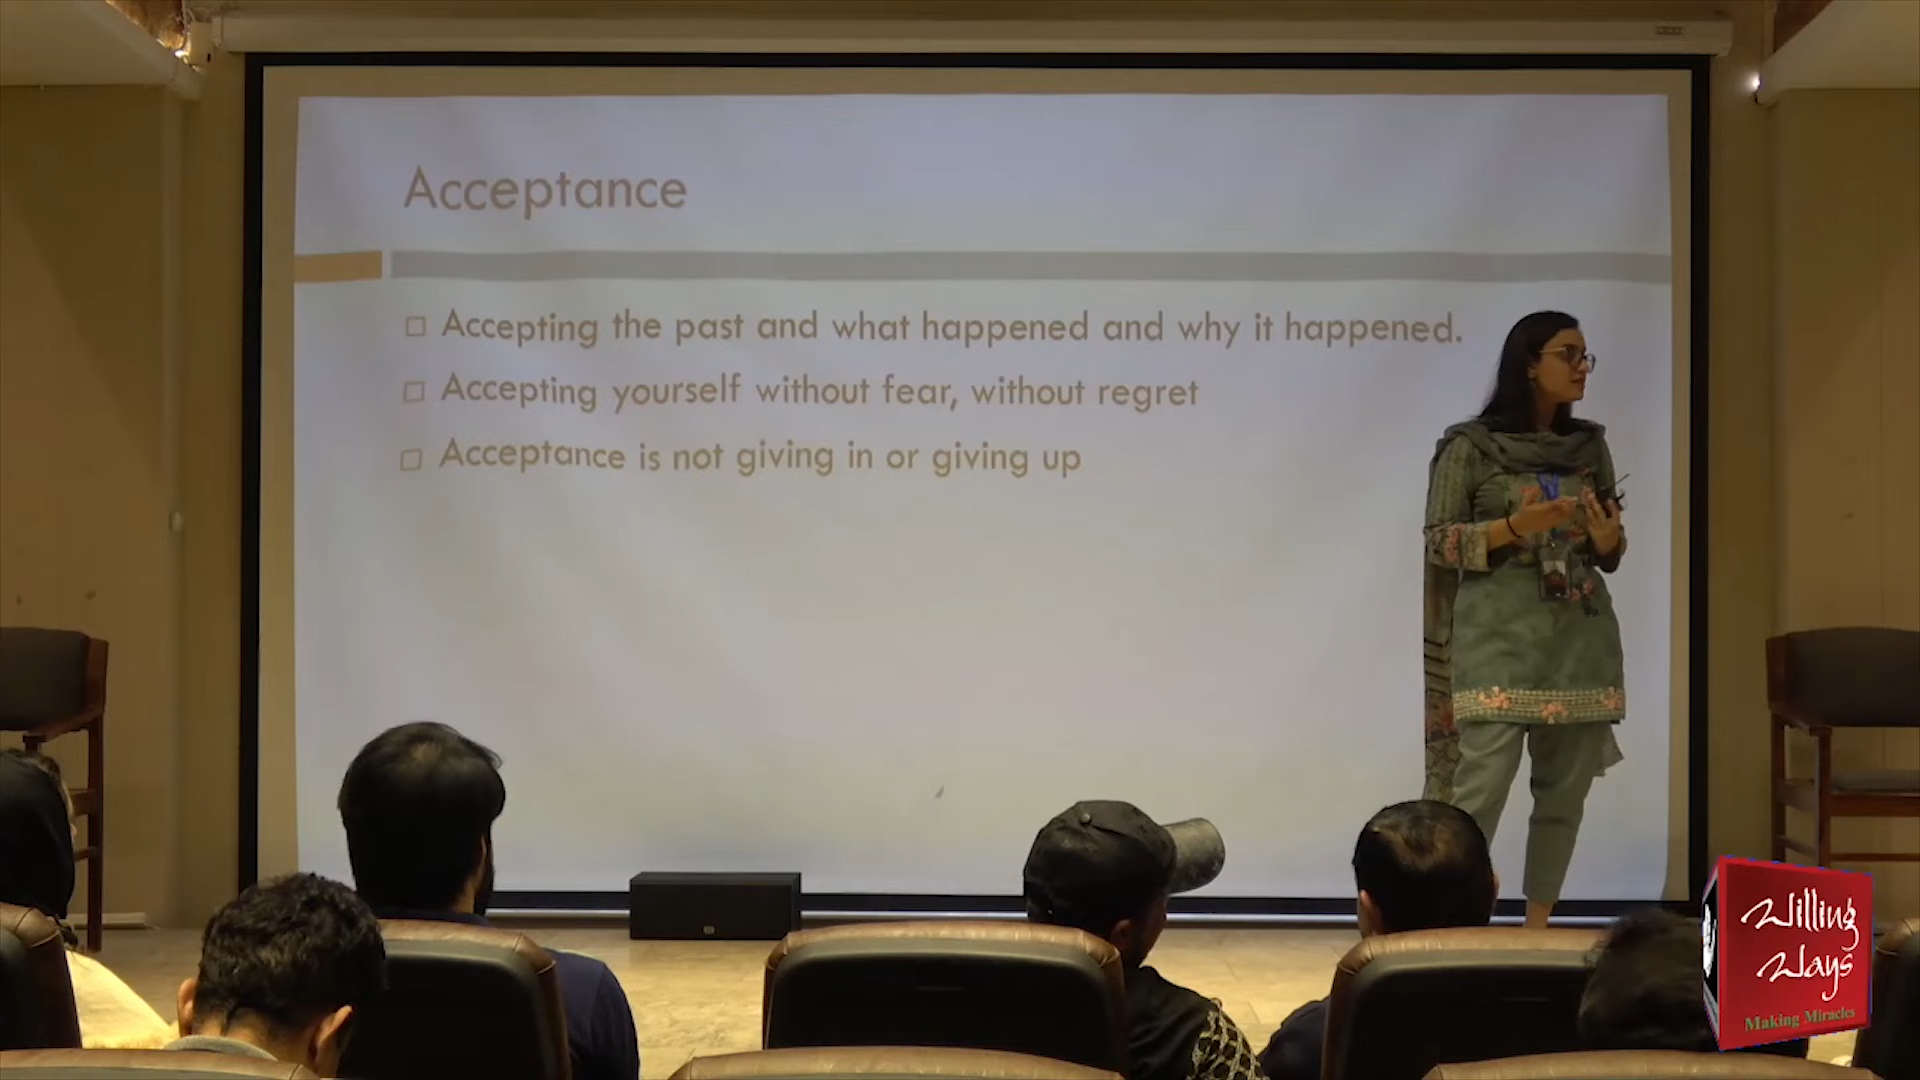 Acceptance
Accepting the past and what happened and why it happened.
Accepting yourself without fear, without regret
Acceptance is not giving in or giving up
Willing
Ways
Making Miracles